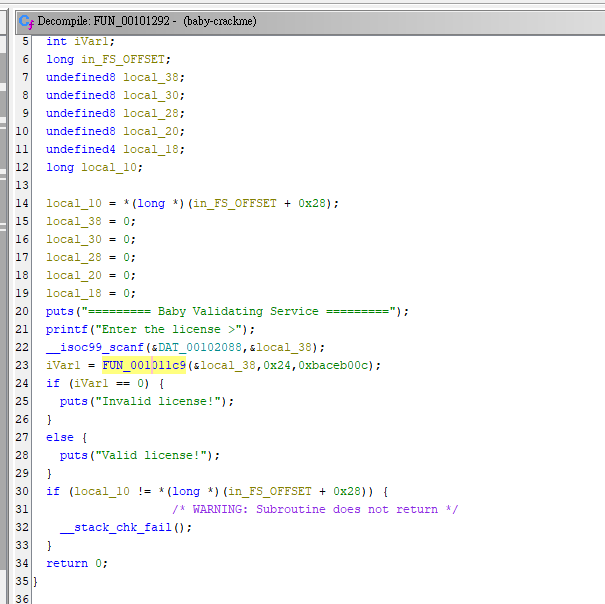 Decompile: FUN_00101292 - (baby-crackme)
5 int iVar1;
6 long in_FS_OFFSET;
7 undefined8 local_38;
8 undefined8 local_30;
9 undefined8 local_28;
10 undefined8 local_20;
11 undefined4 local_18;
12 long local_10;
13
14 local_10 = *(long *)(in_FS_OFFSET + 0x28);
15 local_38 = 0;
16 local_30 = 0;
17 local_28 = 0;
18 local_20 = 0;
19 local_18 = 0;
20 puts("========= Baby Validating Service =========");
21 printf("Enter the license >");
22 __isoc99_scanf(&DAT_00102088,&local_38);
23 iVar1 = FUN_001011c9(&local_38,0x24,0xbaceb00c);
24 if (iVar1 == 0) {
25 puts("Invalid license!");
26 }
27 else {
28 puts("Valid license!");
29 }
30 if (local_10 != *(long *)(in_FS_OFFSET + 0x28)) {
31 /* WARNING: Subroutine does not return */
32 __stack_chk_fail();
33 }
34 return 0;
35 }
36